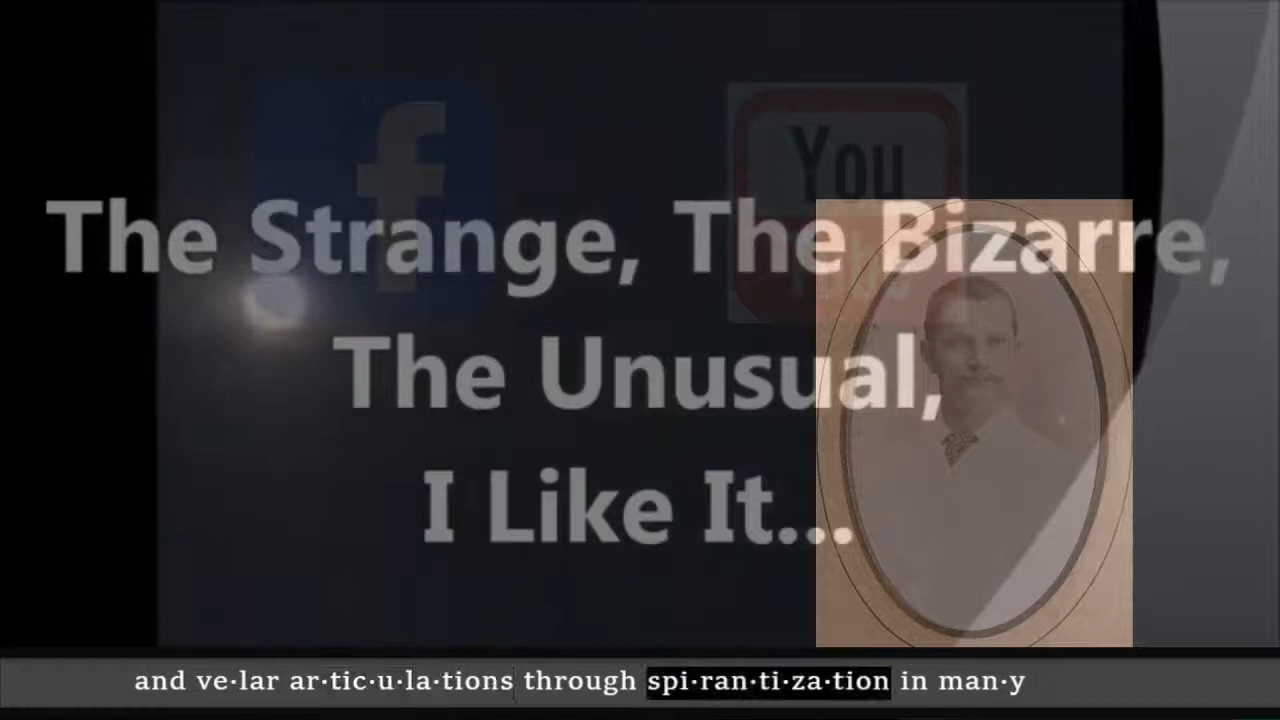 f
You
The Strange, The Bizarre,
The Unusual,
I Like It...
and ve·lar ar·tic·u·la·tions through spi·ran·ti·za·tion in man·y